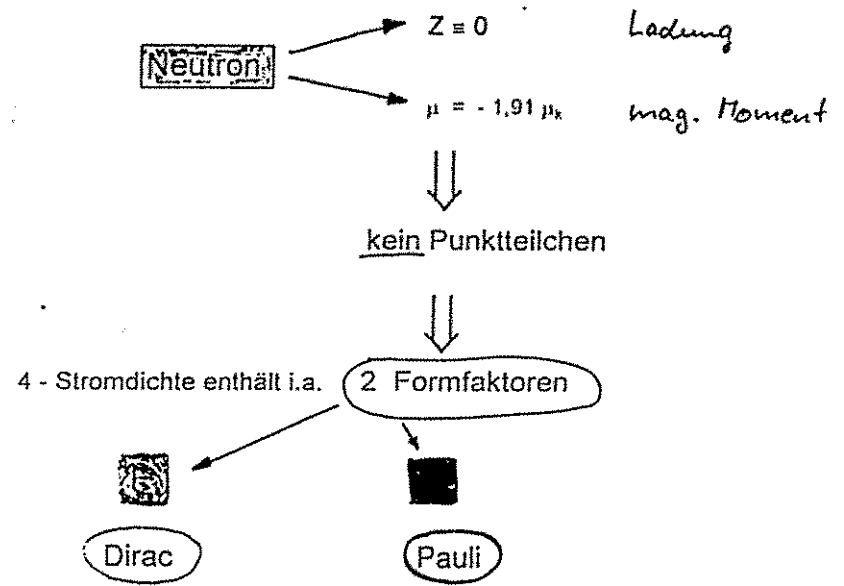 Z ≡ 0 Ladung
Neutron
μ = - 1,91 μₖ mag. Moment
kein Punktteilchen
4 - Stromdichte enthält i.a. 2 Formfaktoren
Dirac Pauli